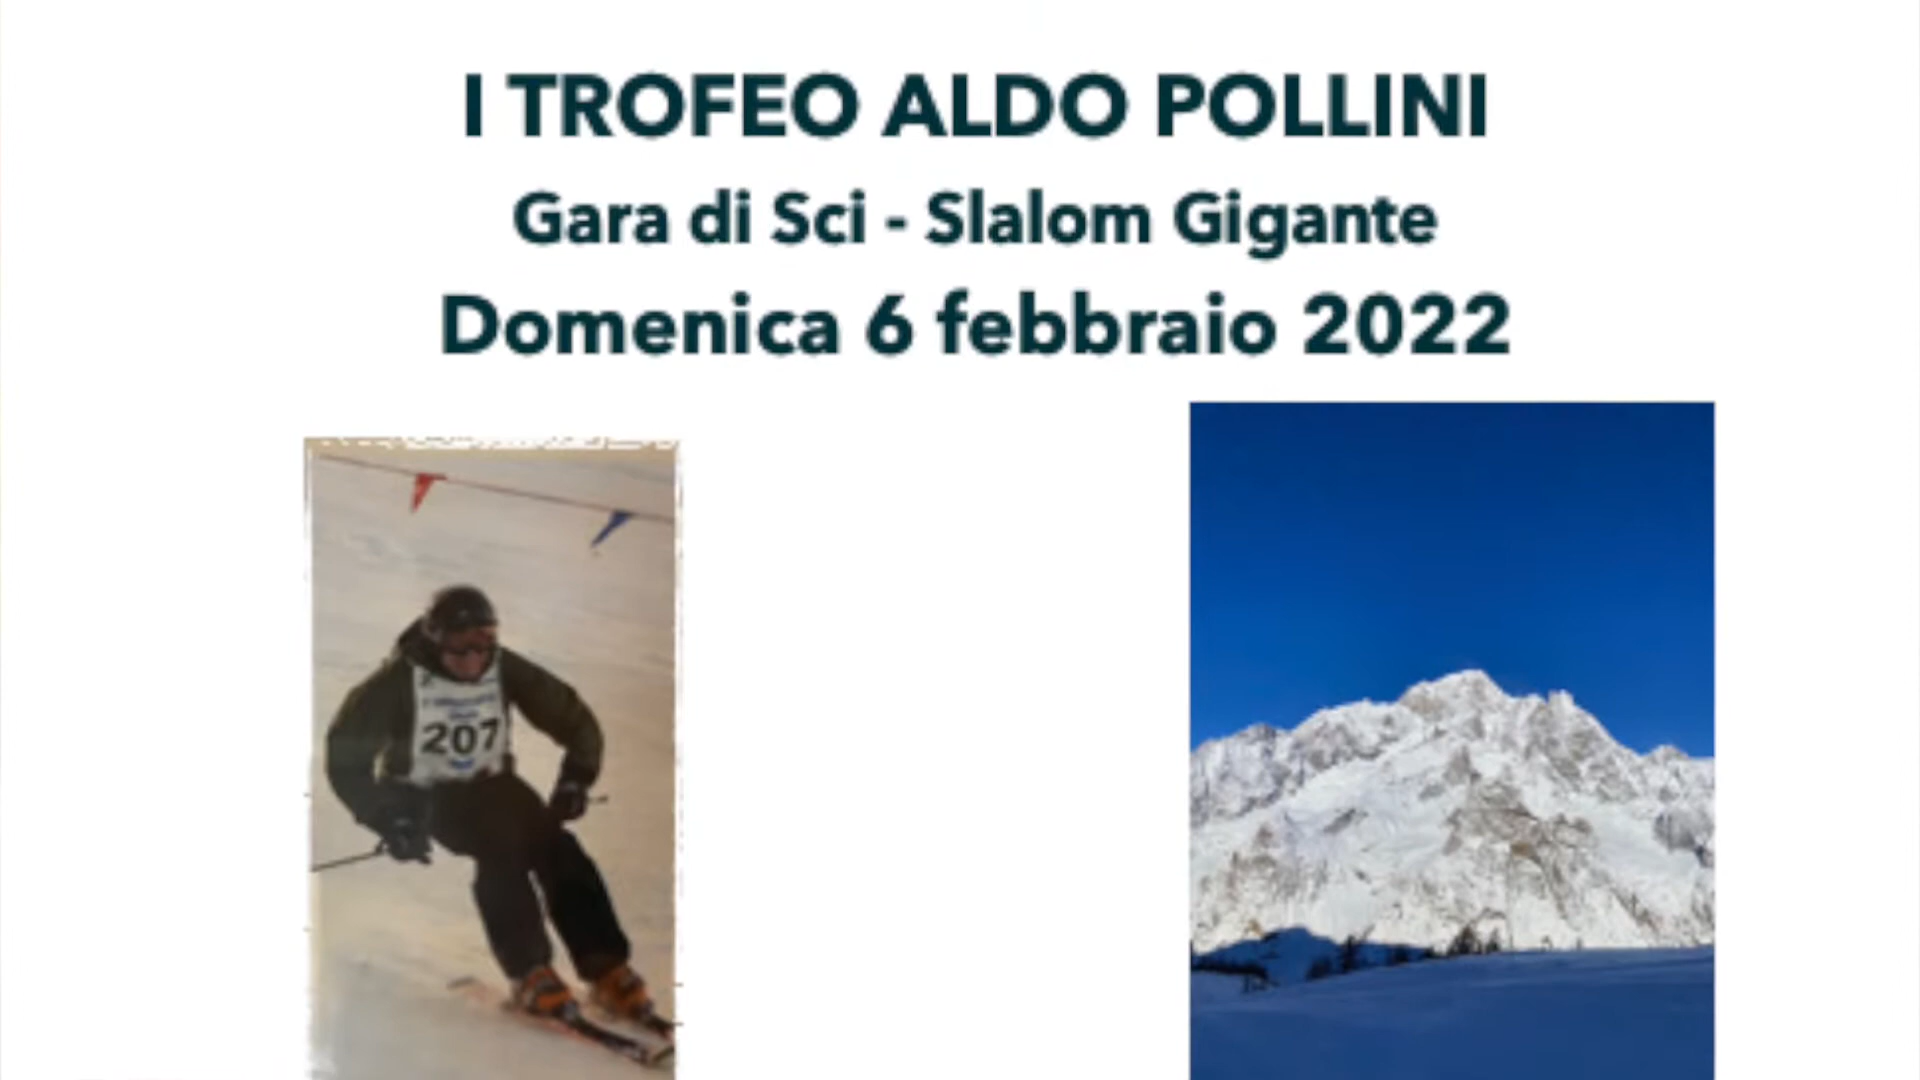 I TROFEO ALDO POLLINI
Gara di Sci - Slalom Gigante
Domenica 6 febbraio 2022
207